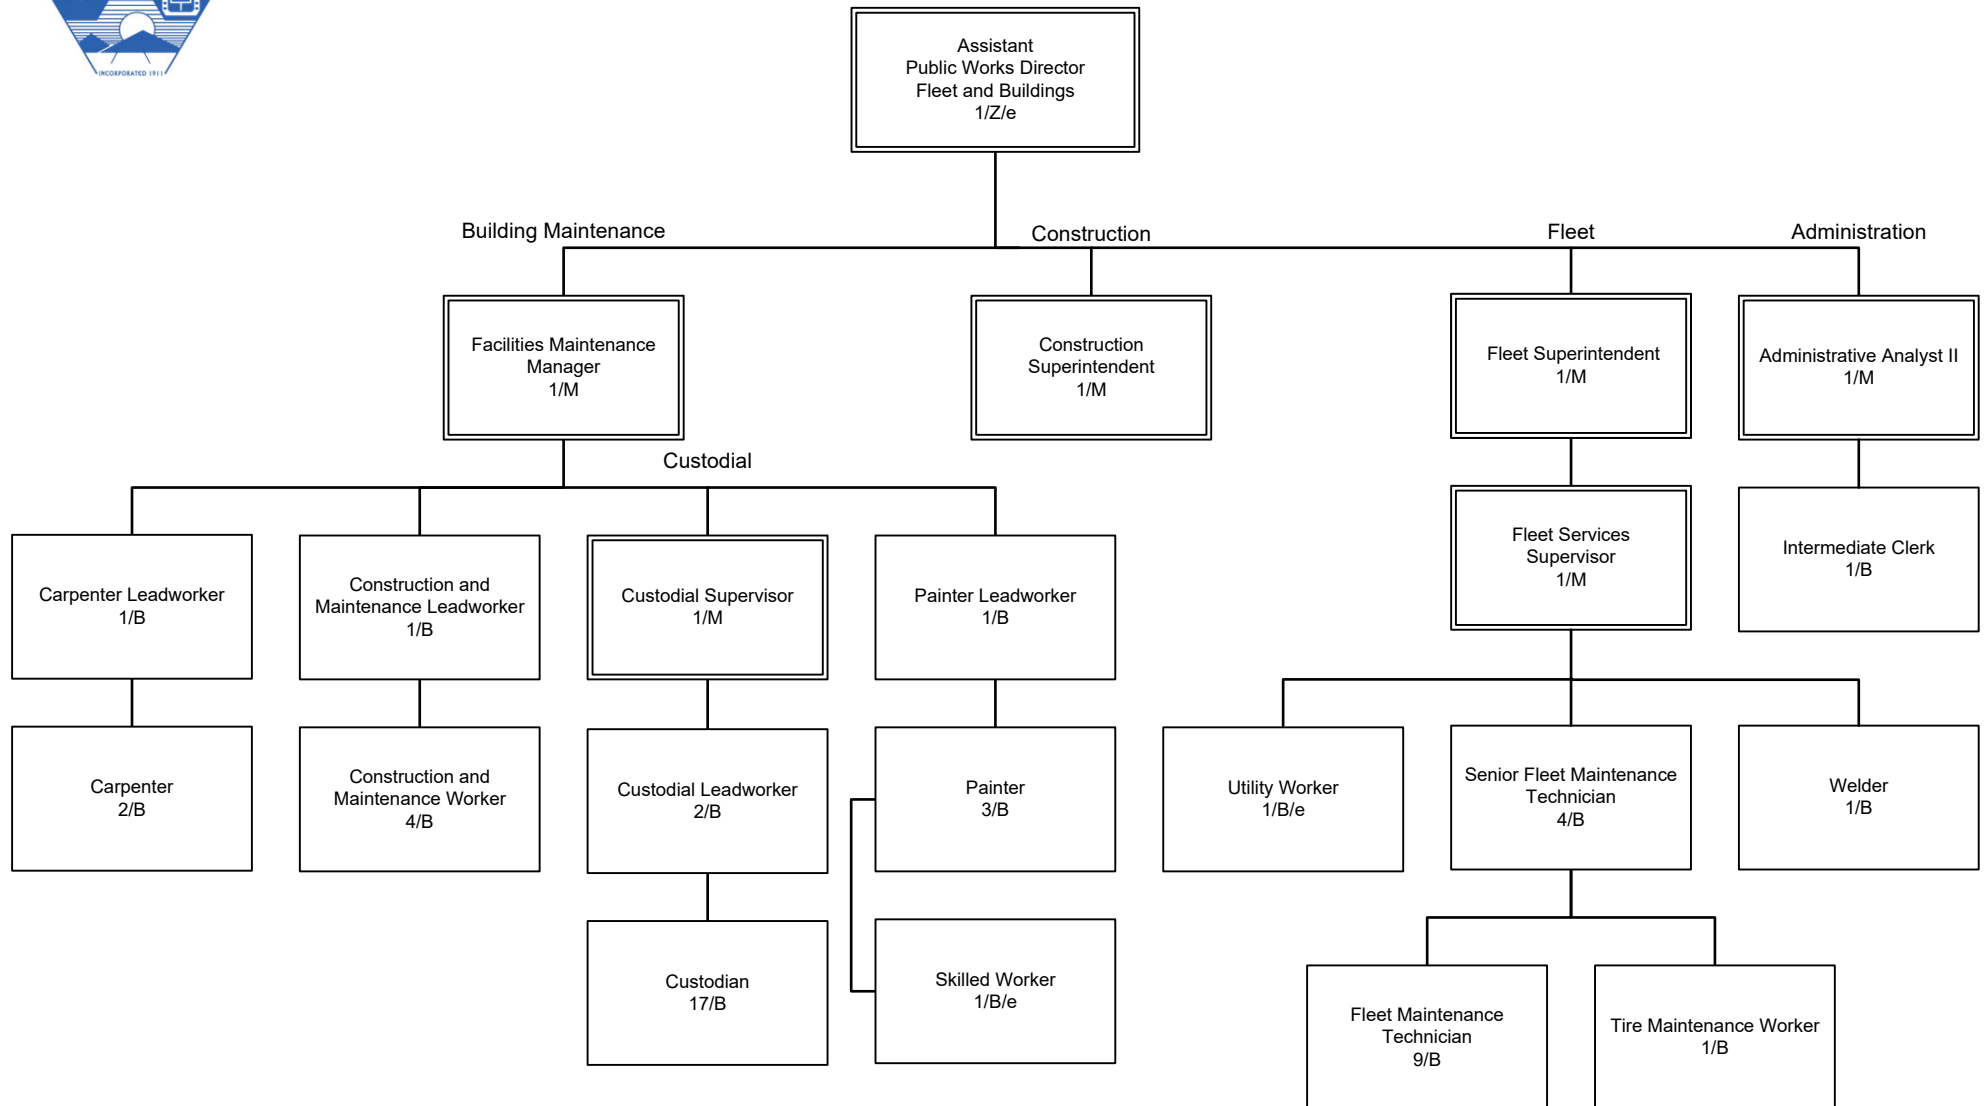 INCORPORATED 1911
Assistant
Public Works Director
Fleet and Buildings
1/Z/e
Building Maintenance
Construction
Fleet
Administration
Facilities Maintenance
Manager
1/M
Construction
Superintendent
1/M
Fleet Superintendent
1/M
Administrative Analyst II
1/M
Custodial
Carpenter Leadworker
1/B
Construction and
Maintenance Leadworker
1/B
Custodial Supervisor
1/M
Painter Leadworker
1/B
Fleet Services
Supervisor
1/M
Intermediate Clerk
1/B
Carpenter
2/B
Construction and
Maintenance Worker
4/B
Custodial Leadworker
2/B
Painter
3/B
Utility Worker
1/B/e
Senior Fleet Maintenance
Technician
4/B
Welder
1/B
Custodian
17/B
Skilled Worker
1/B/e
Fleet Maintenance
Technician
9/B
Tire Maintenance Worker
1/B